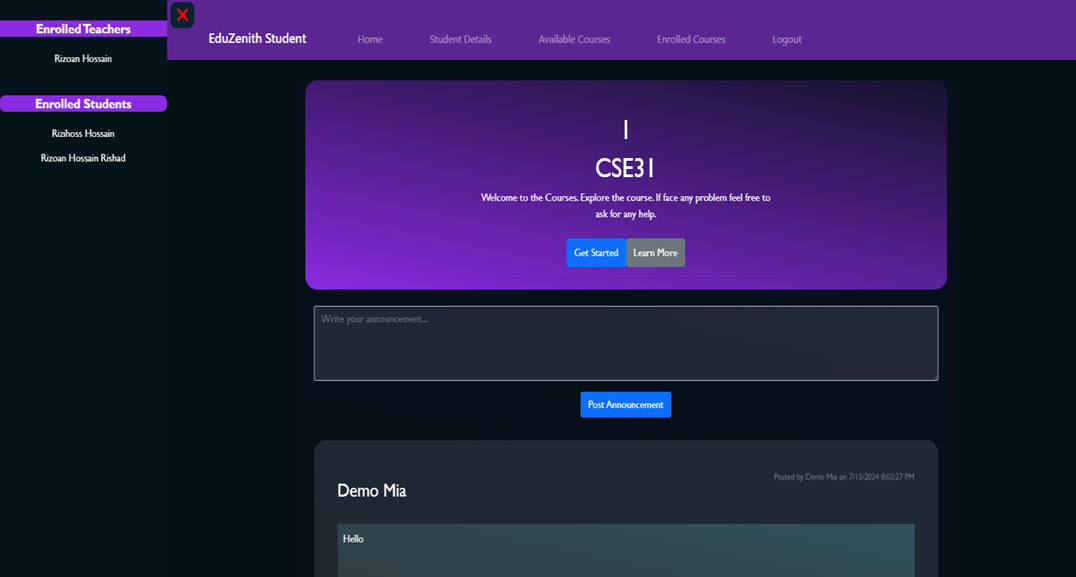 Enrolled Teachers
Rizoan Hossain
Enrolled Students
Rizihoss Hossain
Rizoan Hossain Rishad
EduZenith Student
Home
Student Details
Available Courses
Enrolled Courses
Logout
1
CSE31
Welcome to the Courses. Explore the course. If face any problem feel free to
ask for any help.
Get Started
Learn More
Write your announcement...
Post Announcement
Posted by Demo Mia on 7/15/2024 8:03:27 PM
Demo Mia
Hello